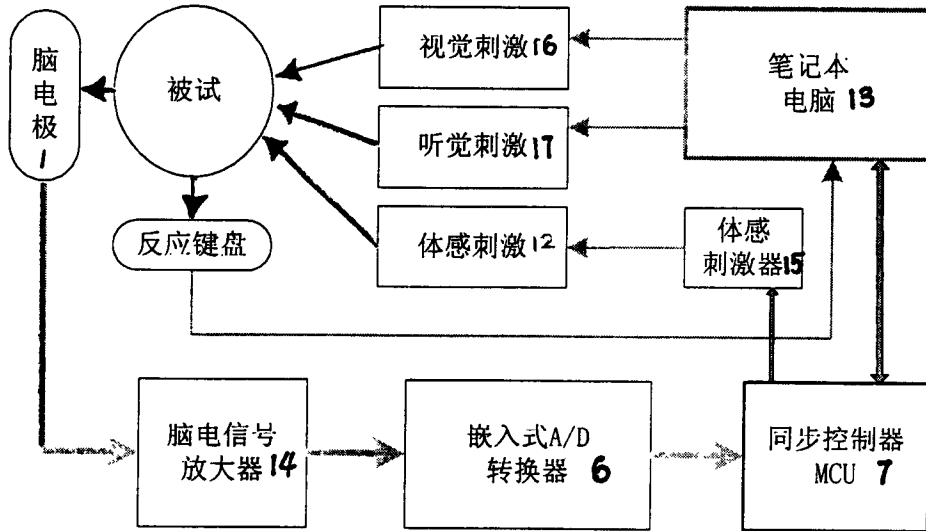 脑
电
极
1
被试
视觉刺激16
笔记本
电脑13
听觉刺激17
反应键盘
体感刺激12
体感
刺激器15
脑电信号
放大器14
嵌入式A/D
转换器6
同步控制器
MCU 7